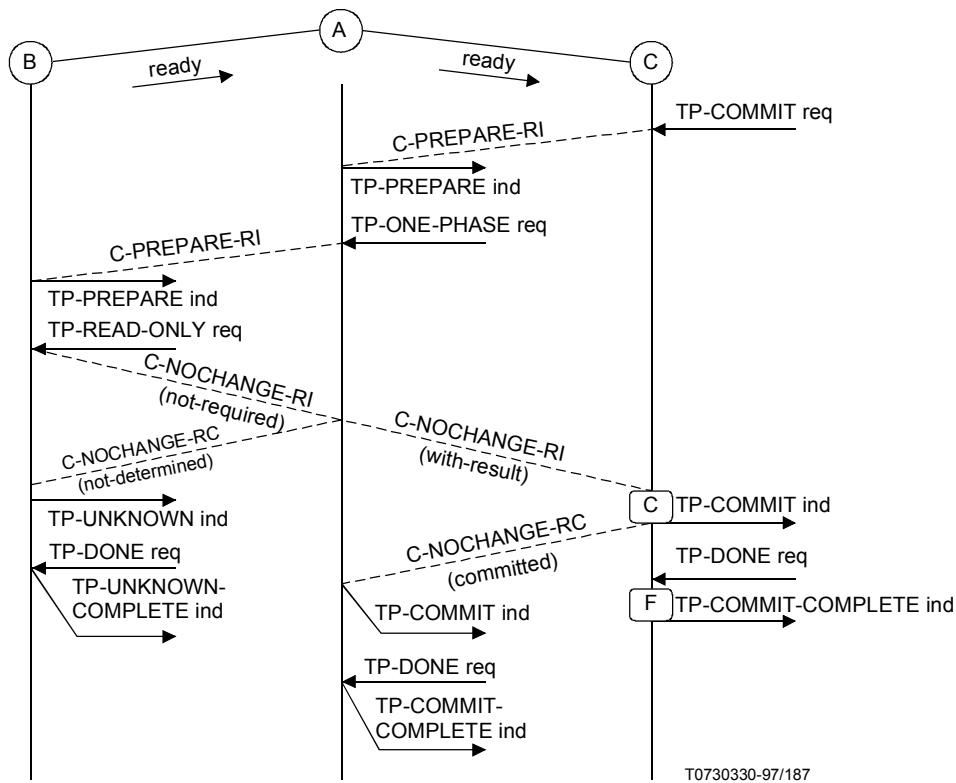 A
B
C
ready
ready
TP-COMMIT req
C-PREPARE-RI
TP-PREPARE ind
TP-ONE-PHASE req
C-PREPARE-RI
TP-PREPARE ind
TP-READ-ONLY req
C-NOCHANGE-RI
(not-required)
C-NOCHANGE-RI
(with-result)
C-NOCHANGE-RC
(not-determined)
C
TP-COMMIT ind
TP-UNKNOWN ind
C-NOCHANGE-RC
(committed)
TP-DONE req
TP-DONE req
TP-UNKNOWN-
COMPLETE ind
F
TP-COMMIT-COMPLETE ind
TP-COMMIT ind
TP-DONE req
TP-COMMIT-
COMPLETE ind
T0730330-97/187